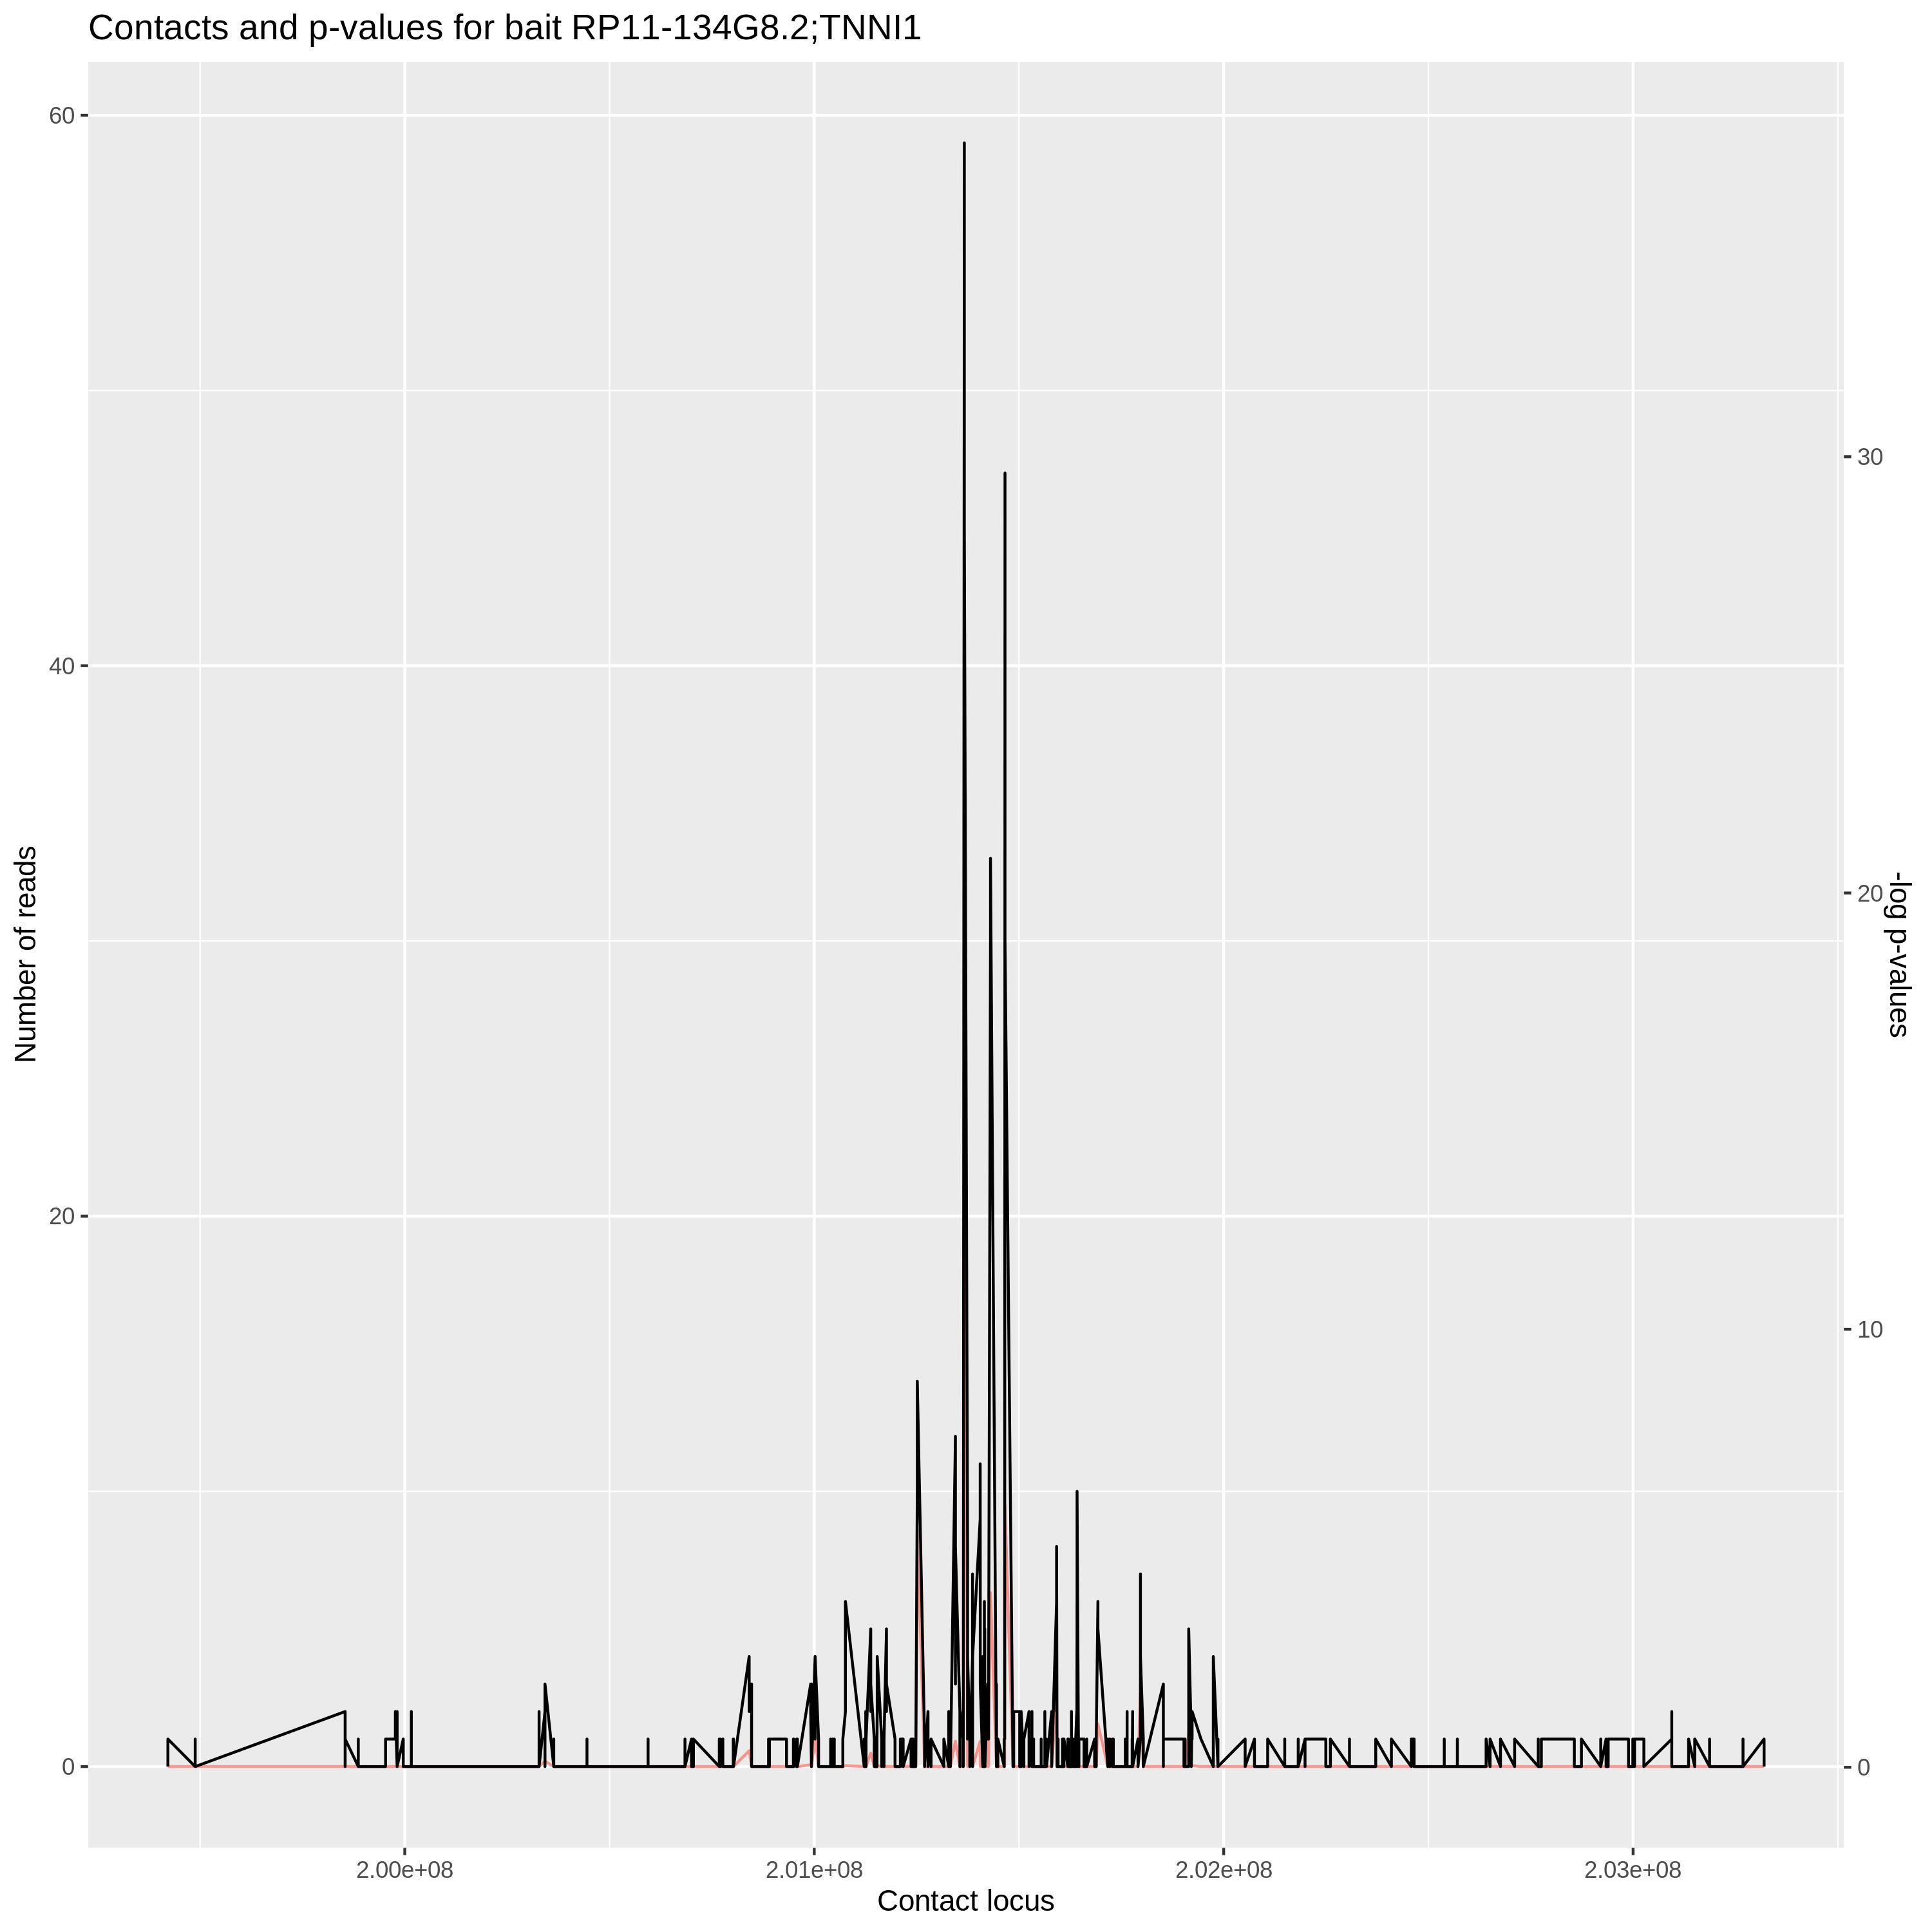 Contacts and p-values for bait RP11-134G8.2;TNNI1
60
40
20
0
Number of reads
30
20
10
0
-log p-values
2.00e+08 2.01e+08 2.02e+08 2.03e+08
Contact locus